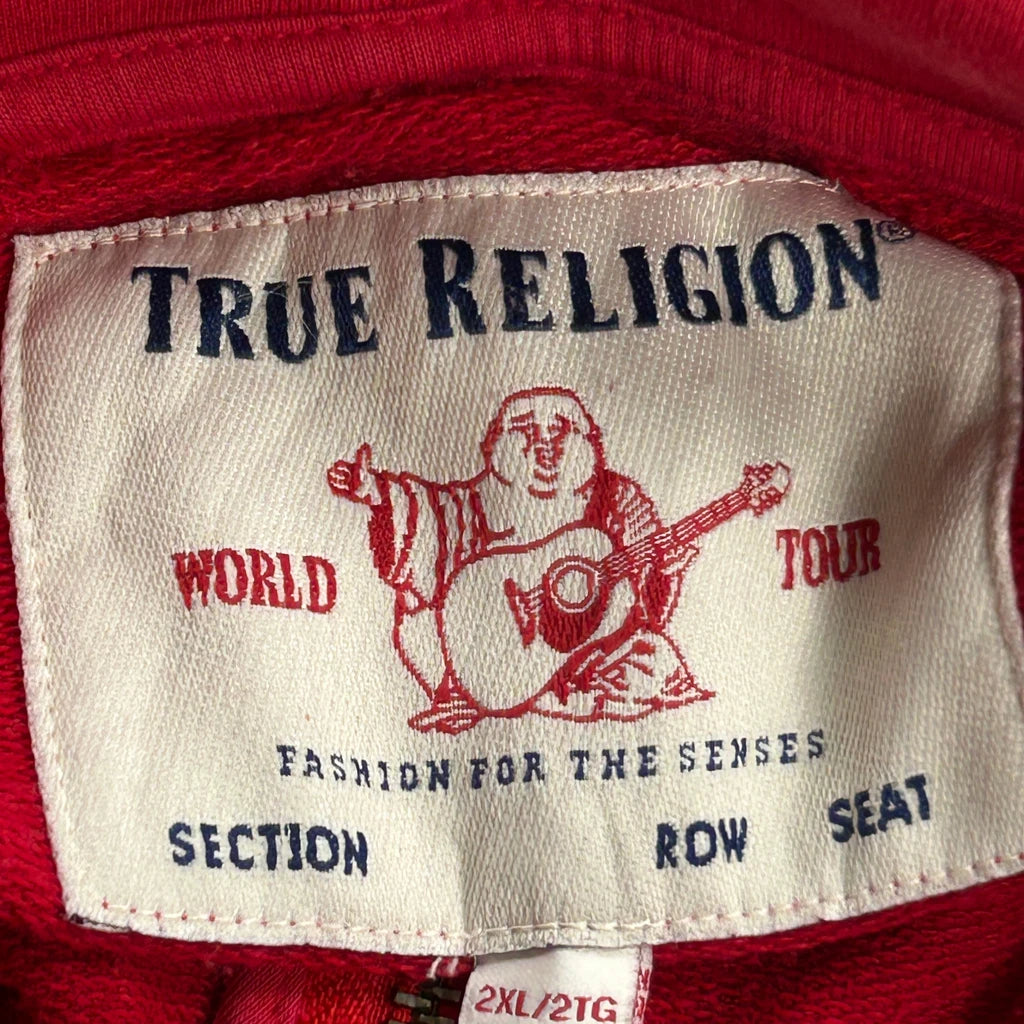 TRUE RELIGION®
WORLD TOUR
FASHION FOR THE SENSES
SECTION ROW SEAT
2XL/2TG